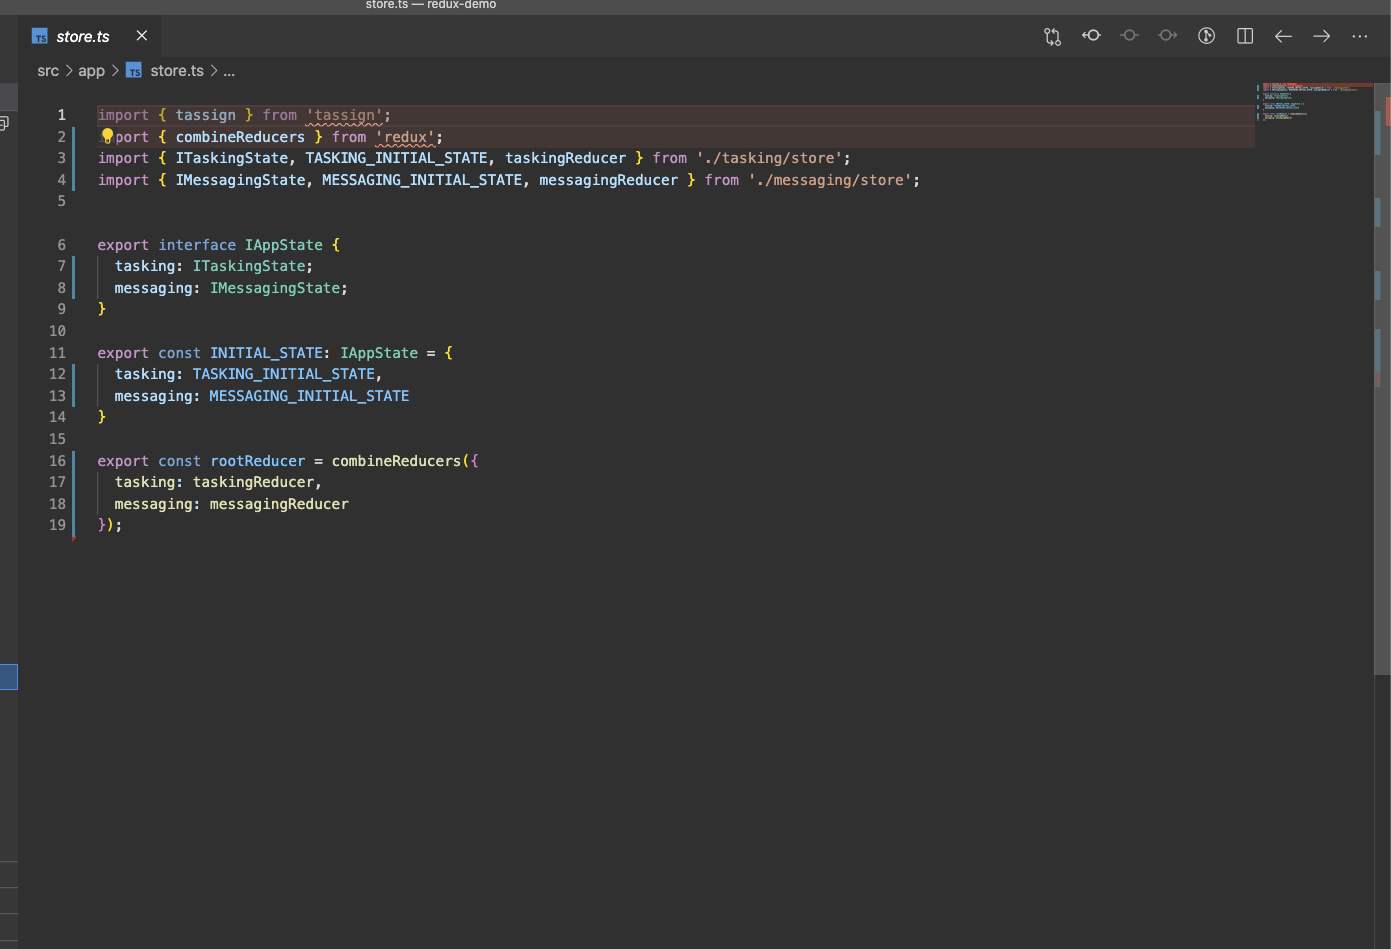 store.ts — redux-demo
TS store.ts
src > app > TS store.ts > ...
1 import { tassign } from 'tassign';
2 port { combineReducers } from 'redux';
3 import { ITaskingState, TASKING_INITIAL_STATE, taskingReducer } from './tasking/store';
4 import { IMessagingState, MESSAGING_INITIAL_STATE, messagingReducer } from './messaging/store';
5
6 export interface IAppState {
7 tasking: ITaskingState;
8 messaging: IMessagingState;
9 }
10
11 export const INITIAL_STATE: IAppState = {
12 tasking: TASKING_INITIAL_STATE,
13 messaging: MESSAGING_INITIAL_STATE
14 }
15
16 export const rootReducer = combineReducers({
17 tasking: taskingReducer,
18 messaging: messagingReducer
19 });